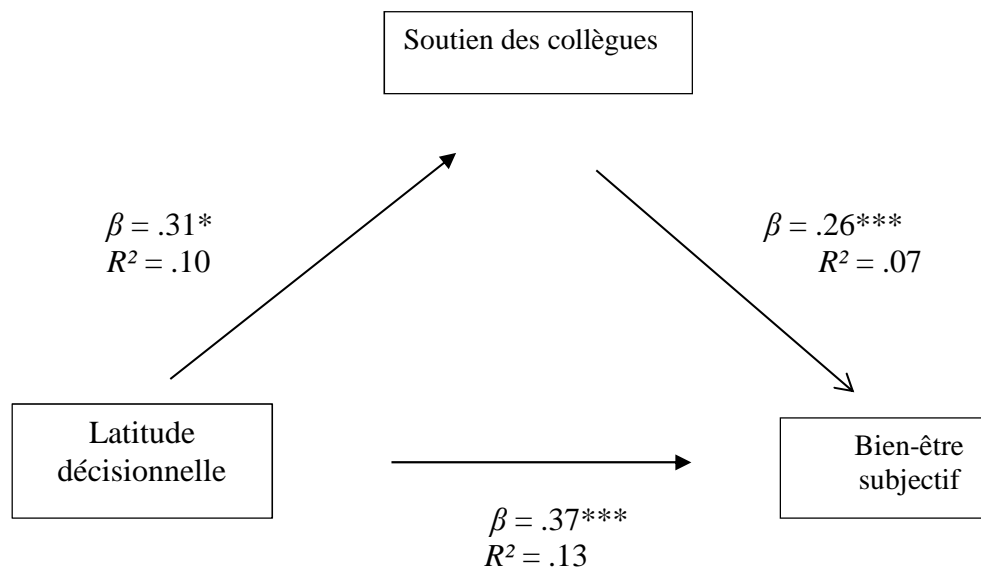 Soutien des collègues
β = .31*
R² = .10
β = .26***
R² = .07
Latitude
décisionnelle
Bien-être
subjectif
β = .37***
R² = .13